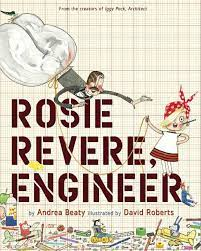 From the creators of Iggy Peck, Architect
ROSIE
REVERE,
ENGINEER
by Andrea Beaty illustrated by David Roberts